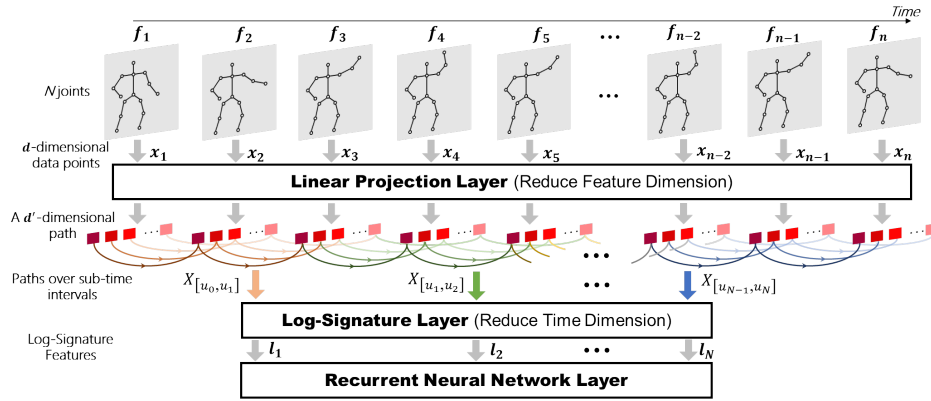 Time
f1 f2 f3 f4 f5 ••• fn−2 fn−1 fn
N joints •••
d-dimensional
data points
x1 x2 x3 x4 x5 xn−2 xn−1 xn
Linear Projection Layer (Reduce Feature Dimension)
A d′-dimensional
path
... ... ... ... ... ... ... ...
•••
Paths over sub-time
intervals
X[u0,u1] X[u1,u2] ••• X[uN−1,uN]
Log-Signature Layer (Reduce Time Dimension)
Log-Signature
Features
l1 l2 ••• lN
Recurrent Neural Network Layer